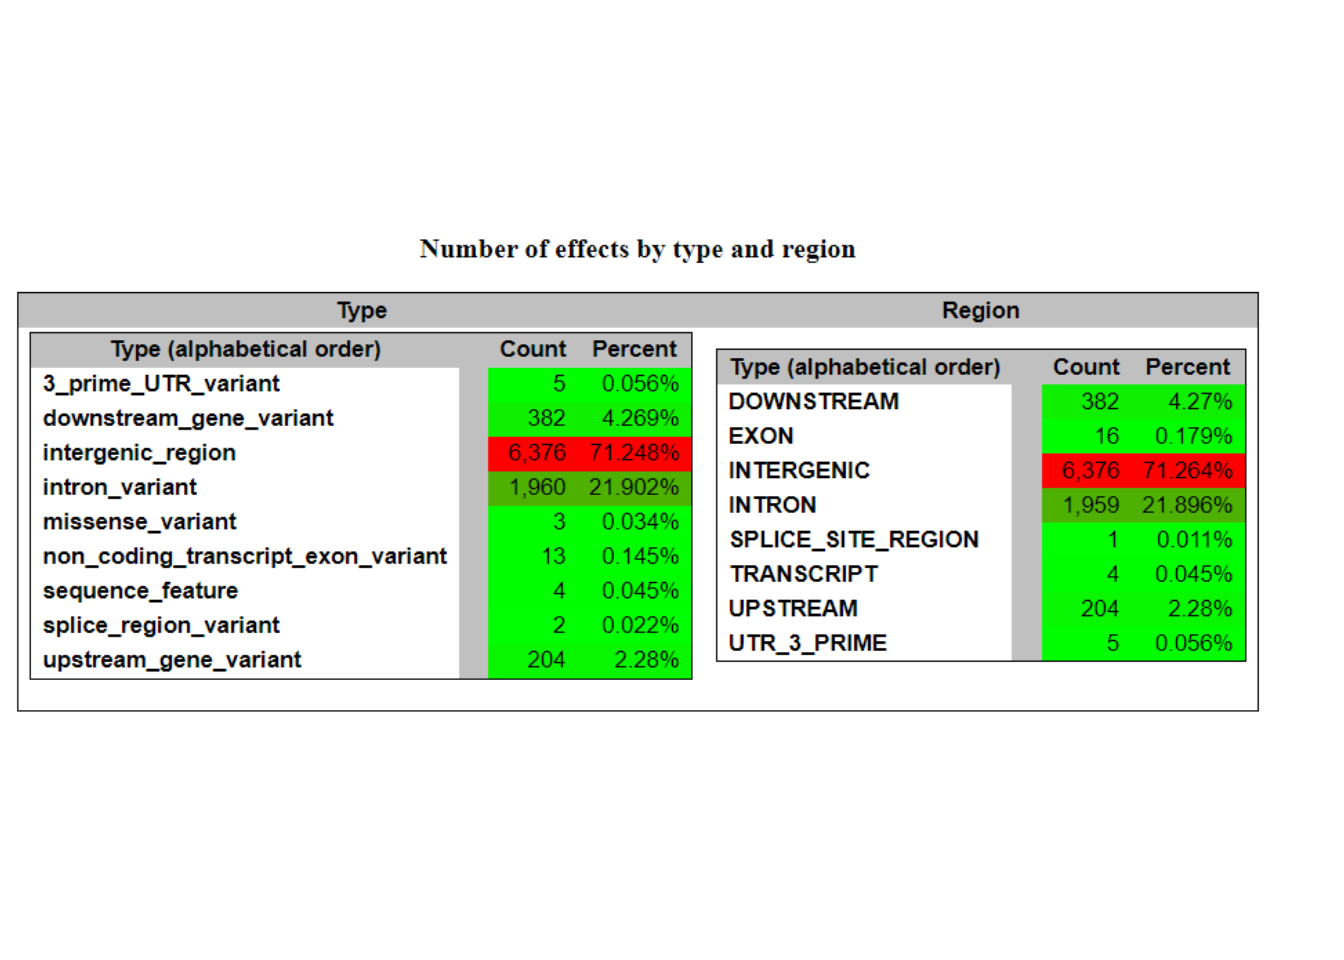 Number of effects by type and region
Type Region
Type (alphabetical order) Count Percent
3_prime_UTR_variant 5 0.056%
downstream_gene_variant 382 4.269%
intergenic_region 6,376 71.248%
intron_variant 1,960 21.902%
missense_variant 3 0.034%
non_coding_transcript_exon_variant 13 0.145%
sequence_feature 4 0.045%
splice_region_variant 2 0.022%
upstream_gene_variant 204 2.28%
Type (alphabetical order) Count Percent
DOWNSTREAM 382 4.27%
EXON 16 0.179%
INTERGENIC 6,376 71.264%
INTRON 1,959 21.896%
SPLICE_SITE_REGION 1 0.011%
TRANSCRIPT 4 0.045%
UPSTREAM 204 2.28%
UTR_3_PRIME 5 0.056%